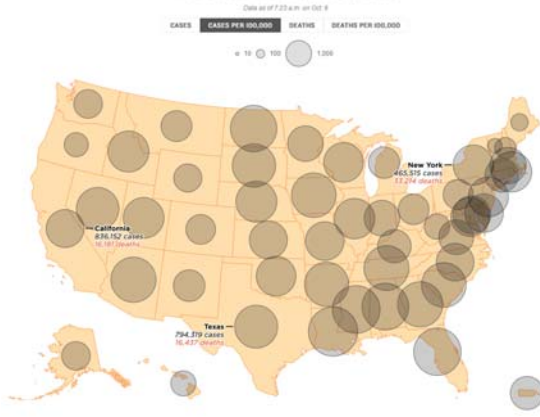 Data as of 7:23 a.m. on Oct. 6
CASES
CASES PER 100,000
DEATHS
DEATHS PER 100,000
10
100
1,000
New York
465,515 cases
33,214 deaths
California
836,152 cases
16,181 deaths
Texas
794,319 cases
16,437 deaths